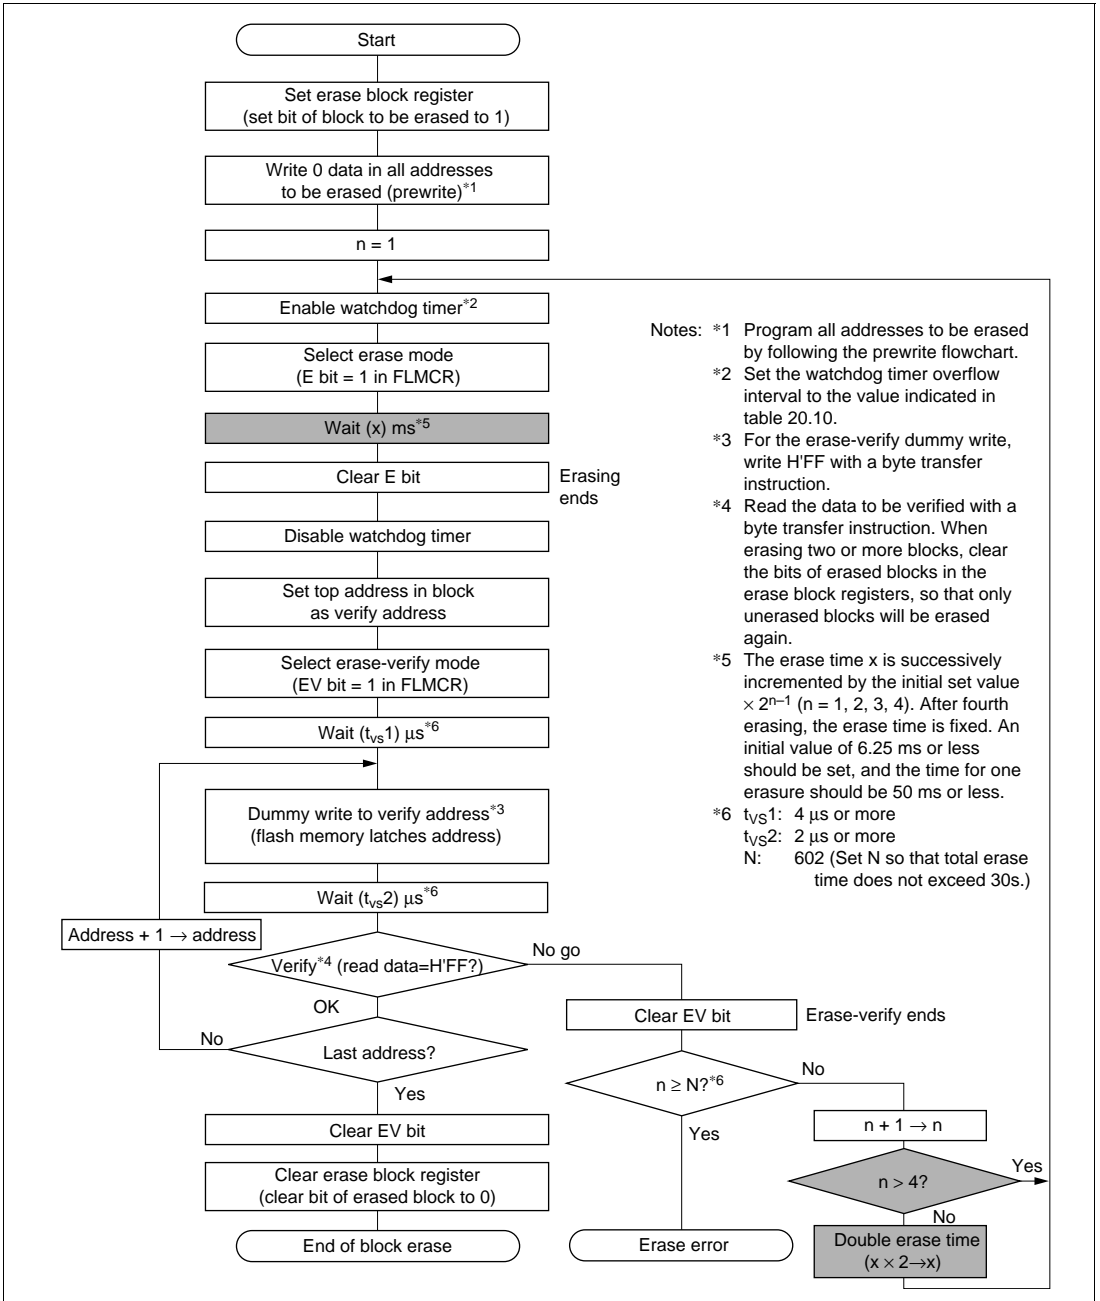 Start
Set erase block register
(set bit of block to be erased to 1)
Write 0 data in all addresses
to be erased (prewrite)*1
n = 1
Enable watchdog timer*2
Select erase mode
(E bit = 1 in FLMCR)
Wait (x) ms*5
Clear E bit
Erasing
ends
Disable watchdog timer
Set top address in block
as verify address
Select erase-verify mode
(EV bit = 1 in FLMCR)
Wait (tvs1) μs*6
Dummy write to verify address*3
(flash memory latches address)
Wait (tvs2) μs*6
Address + 1 → address
Verify*4 (read data=H'FF?)
No go
OK
Last address?
No
Yes
Clear EV bit
Clear erase block register
(clear bit of erased block to 0)
End of block erase
Clear EV bit
Erase-verify ends
n ≥ N?*6
No
Yes
Erase error
n + 1 → n
n > 4?
Yes
No
Double erase time
(x × 2→x)
Notes: *1 Program all addresses to be erased
by following the prewrite flowchart.
*2 Set the watchdog timer overflow
interval to the value indicated in
table 20.10.
*3 For the erase-verify dummy write,
write H'FF with a byte transfer
instruction.
*4 Read the data to be verified with a
byte transfer instruction. When
erasing two or more blocks, clear
the bits of erased blocks in the
erase block registers, so that only
unerased blocks will be erased
again.
*5 The erase time x is successively
incremented by the initial set value
× 2n–1 (n = 1, 2, 3, 4). After fourth
erasing, the erase time is fixed. An
initial value of 6.25 ms or less
should be set, and the time for one
erasure should be 50 ms or less.
*6 tVS1: 4 μs or more
tVS2: 2 μs or more
N: 602 (Set N so that total erase
time does not exceed 30s.)